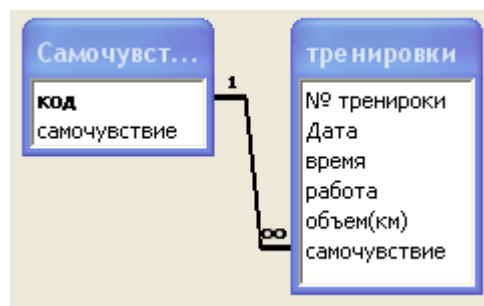 Самочувст...
код
самочувствие
1
∞
тренировки
№ тренироки
Дата
время
работа
объем(км)
самочувствие